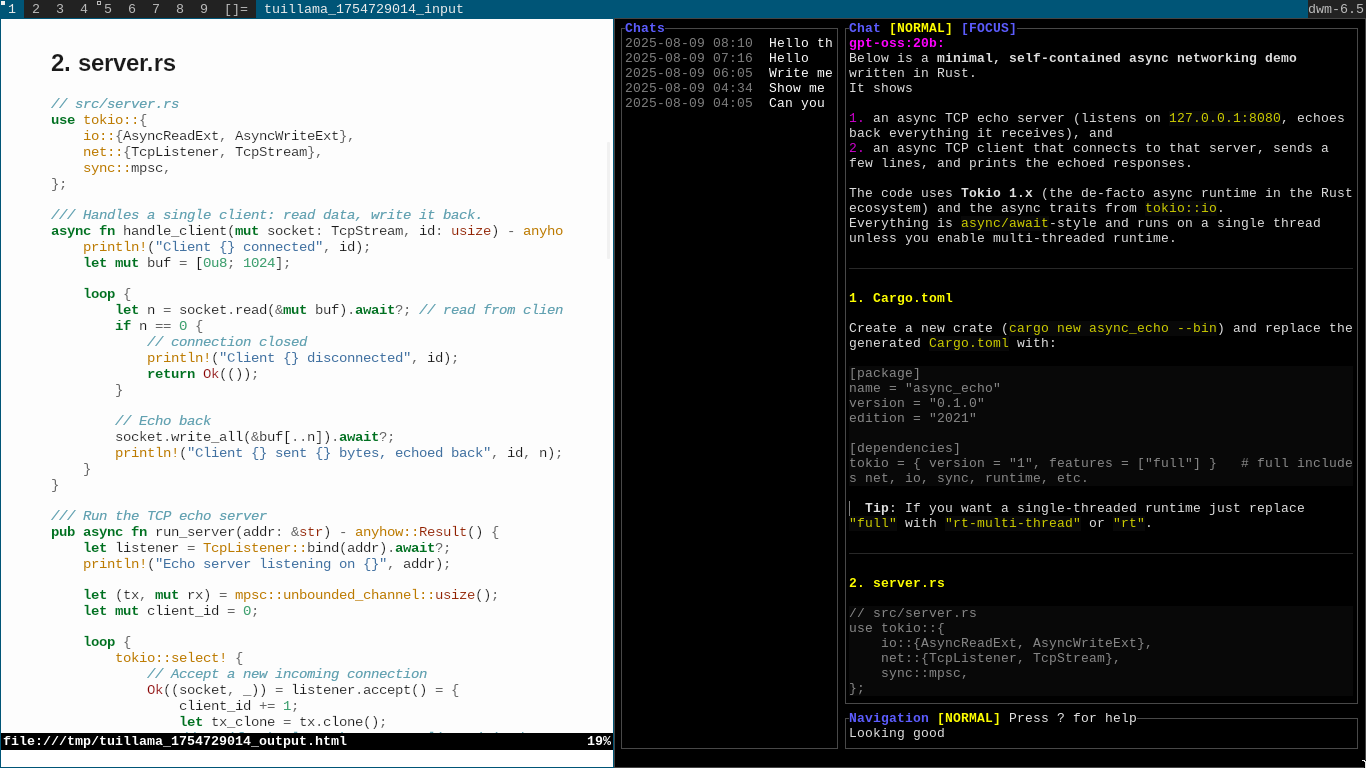 1 2 3 4 5 6 7 8 9 []= tuillama_1754729014_input dwm-6.5
2. server.rs
// src/server.rs
use tokio::{
    io::{AsyncReadExt, AsyncWriteExt},
    net::{TcpListener, TcpStream},
    sync::mpsc,
};
/// Handles a single client: read data, write it back.
async fn handle_client(mut socket: TcpStream, id: usize) - anyho
    println!("Client {} connected", id);
    let mut buf = [0u8; 1024];
    loop {
        let n = socket.read(&mut buf).await?; // read from clien
        if n == 0 {
            // connection closed
            println!("Client {} disconnected", id);
            return Ok(());
        }
        // Echo back
        socket.write_all(&buf[..n]).await?;
        println!("Client {} sent {} bytes, echoed back", id, n);
    }
}
/// Run the TCP echo server
pub async fn run_server(addr: &str) - anyhow::Result() {
    let listener = TcpListener::bind(addr).await?;
    println!("Echo server listening on {}", addr);
    let (tx, mut rx) = mpsc::unbounded_channel::usize();
    let mut client_id = 0;
    loop {
        tokio::select! {
            // Accept a new incoming connection
            Ok((socket, _)) = listener.accept() = {
                client_id += 1;
                let tx_clone = tx.clone();
file:///tmp/tuillama_1754729014_output.html 19%
Chats
2025-08-09 08:10  Hello th
2025-08-09 07:16  Hello
2025-08-09 06:05  Write me
2025-08-09 04:34  Show me
2025-08-09 04:05  Can you
Chat [NORMAL] [FOCUS]
gpt-oss:20b:
Below is a minimal, self-contained async networking demo
written in Rust.
It shows
1. an async TCP echo server (listens on 127.0.0.1:8080, echoes
back everything it receives), and
2. an async TCP client that connects to that server, sends a
few lines, and prints the echoed responses.
The code uses Tokio 1.x (the de-facto async runtime in the Rust
ecosystem) and the async traits from tokio::io.
Everything is async/await-style and runs on a single thread
unless you enable multi-threaded runtime.
1. Cargo.toml
Create a new crate (cargo new async_echo --bin) and replace the
generated Cargo.toml with:
[package]
name = "async_echo"
version = "0.1.0"
edition = "2021"
[dependencies]
tokio = { version = "1", features = ["full"] }   # full include
s net, io, sync, runtime, etc.
Tip: If you want a single-threaded runtime just replace
"full" with "rt-multi-thread" or "rt".
2. server.rs
// src/server.rs
use tokio::{
    io::{AsyncReadExt, AsyncWriteExt},
    net::{TcpListener, TcpStream},
    sync::mpsc,
};
Navigation [NORMAL] Press ? for help
Looking good